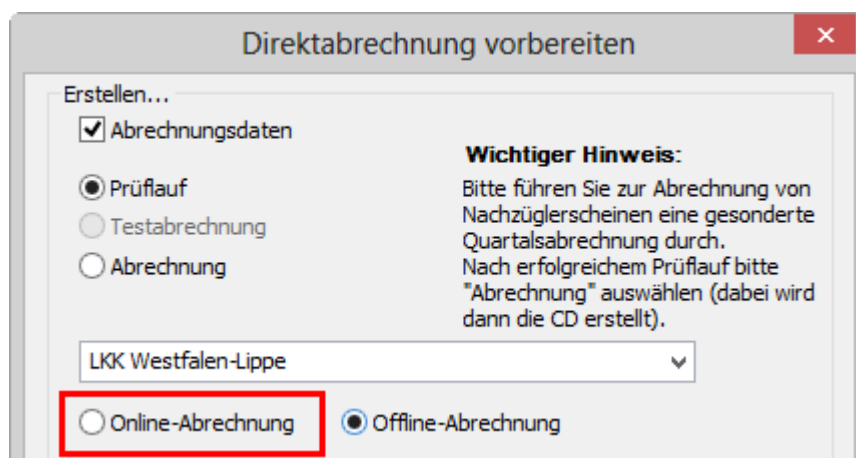 Direktabrechnung vorbereiten
Erstellen...
Abrechnungsdaten
Prüflauf
Testabrechnung
Abrechnung
Wichtiger Hinweis:
Bitte führen Sie zur Abrechnung von
Nachzüglerscheinen eine gesonderte
Quartalsabrechnung durch.
Nach erfolgreichem Prüflauf bitte
"Abrechnung" auswählen (dabei wird
dann die CD erstellt).
LKK Westfalen-Lippe
Online-Abrechnung Offline-Abrechnung